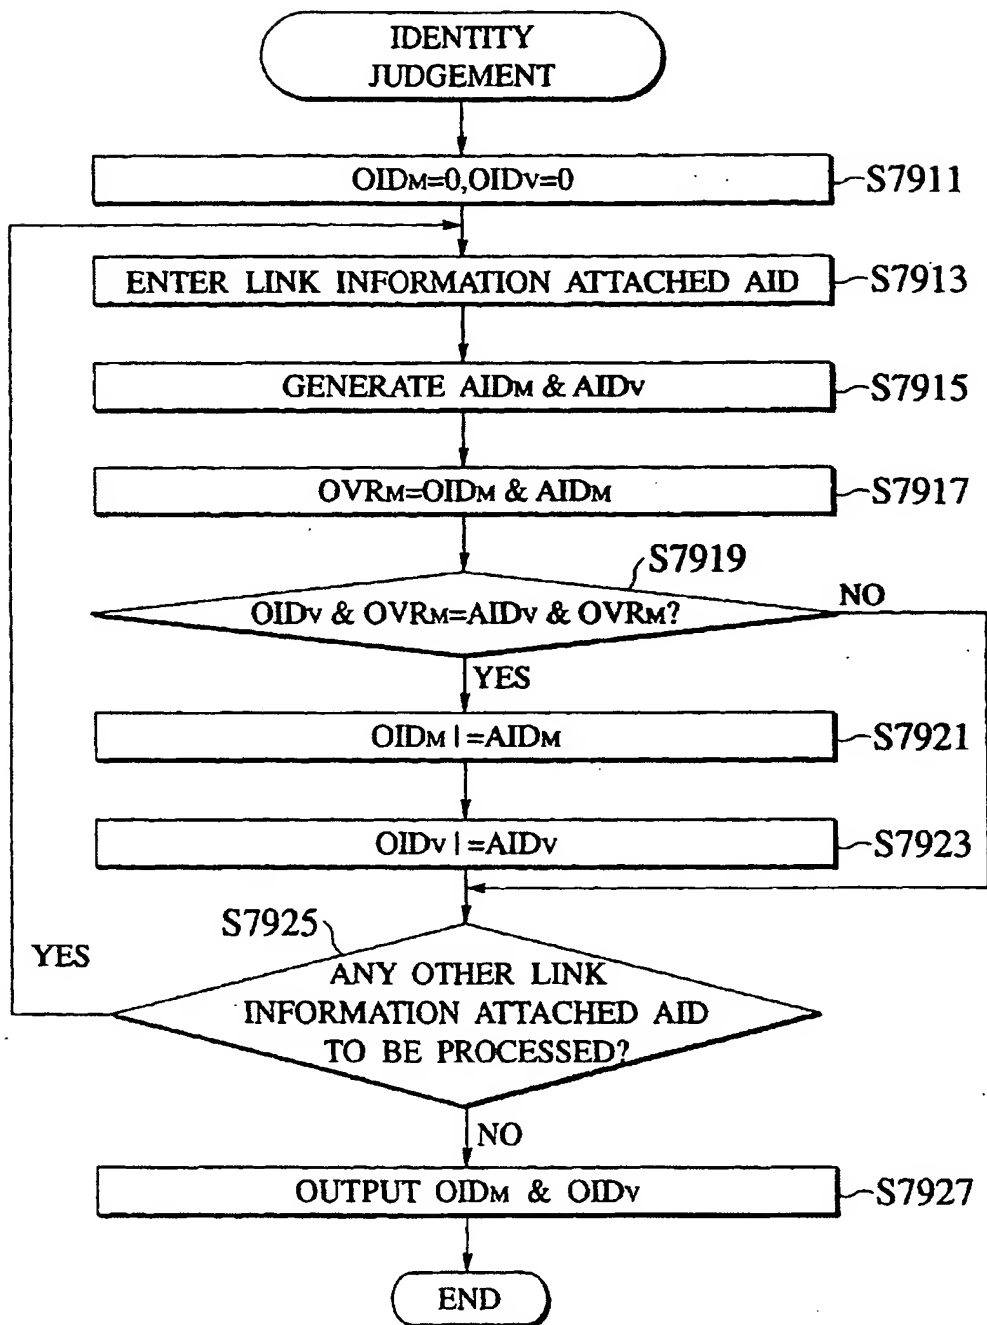 IDENTITY
JUDGEMENT
OIDM=0,OIDV=0
S7911
ENTER LINK INFORMATION ATTACHED AID
S7913
GENERATE AIDM & AIDV
S7915
OVRM=OIDM & AIDM
S7917
S7919
OIDV & OVRM=AIDV & OVRM?
NO
YES
OIDM |=AIDM
S7921
OIDV |=AIDV
S7923
S7925
YES
ANY OTHER LINK
INFORMATION ATTACHED AID
TO BE PROCESSED?
NO
OUTPUT OIDM & OIDV
S7927
END